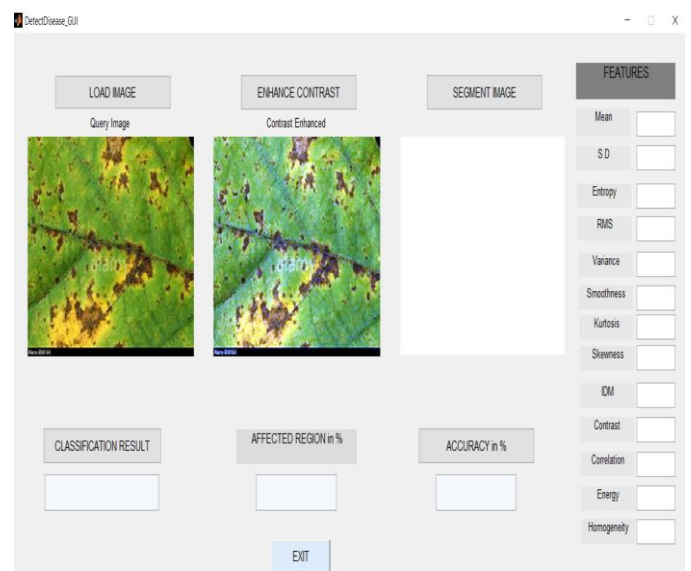 DetectDisease_GUI
LOAD IMAGE
ENHANCE CONTRAST
SEGMENT IMAGE
Query Image
Contrast Enhanced
FEATURES
Mean
S.D
Entropy
RMS
Variance
Smoothness
Kurtosis
Skewness
IDM
Contrast
Correlation
Energy
Homogeneity
CLASSIFICATION RESULT
AFFECTED REGION in %
ACCURACY in %
EXIT